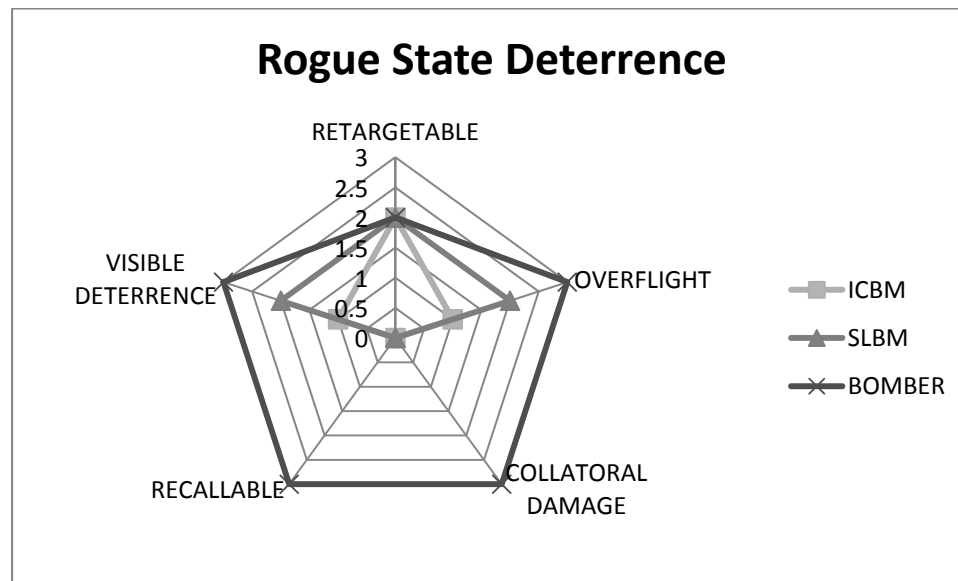 Rogue State Deterrence
RETARGETABLE
3
2.5
2
1.5
1
0.5
0
OVERFLIGHT
COLLATORAL
DAMAGE
RECALLABLE
VISIBLE
DETERRENCE
ICBM
SLBM
BOMBER